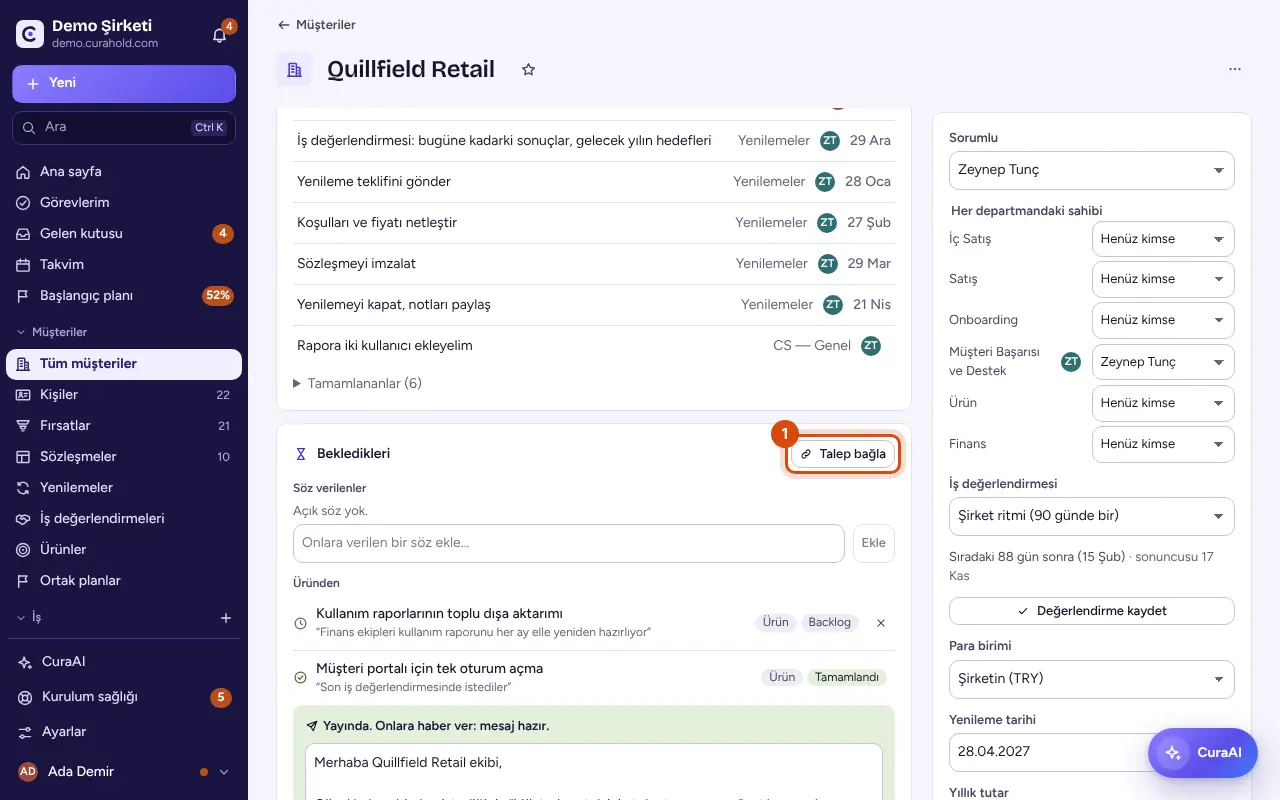 Demo Şirketi
demo.curahold.com
4
Yeni
Ara
Ctrl K
Ana sayfa
Görevlerim
Gelen kutusu 4
Takvim
Başlangıç planı 52%
Müşteriler
Tüm müşteriler
Kişiler 22
Fırsatlar 21
Sözleşmeler 10
Yenilemeler
İş değerlendirmeleri
Ürünler
Ortak planlar
İş
CuraAI
Kurulum sağlığı 5
Ayarlar
AD Ada Demir
← Müşteriler
Quillfield Retail
İş değerlendirmesi: bugüne kadarki sonuçlar, gelecek yılın hedefleri Yenilemeler ZT 29 Ara
Yenileme teklifini gönder Yenilemeler ZT 28 Oca
Koşulları ve fiyatı netleştir Yenilemeler ZT 27 Şub
Sözleşmeyi imzalat Yenilemeler ZT 29 Mar
Yenilemeyi kapat, notları paylaş Yenilemeler ZT 21 Nis
Rapora iki kullanıcı ekleyelim CS — Genel ZT
Tamamlananlar (6)
1
Bekledikleri Talep bağla
Söz verilenler
Açık söz yok.
Onlara verilen bir söz ekle... Ekle
Üründen
Kullanım raporlarının toplu dışa aktarımı Ürün Backlog
“Finans ekipleri kullanım raporunu her ay elle yeniden hazırlıyor”
Müşteri portalı için tek oturum açma Ürün Tamamlandı
“Son iş değerlendirmesinde istediler”
Yayında. Onlara haber ver: mesaj hazır.
Merhaba Quillfield Retail ekibi,
Sorumlu
Zeynep Tunç
Her departmandaki sahibi
İç Satış Henüz kimse
Satış Henüz kimse
Onboarding Henüz kimse
Müşteri Başarısı
ve Destek ZT Zeynep Tunç
Ürün Henüz kimse
Finans Henüz kimse
İş değerlendirmesi
Şirket ritmi (90 günde bir)
Sıradaki 88 gün sonra (15 Şub) · sonuncusu 17
Kas
Değerlendirme kaydet
Para birimi
Şirketin (TRY)
Yenileme tarihi
28.04.2027
CuraAI
Yıllık tutar